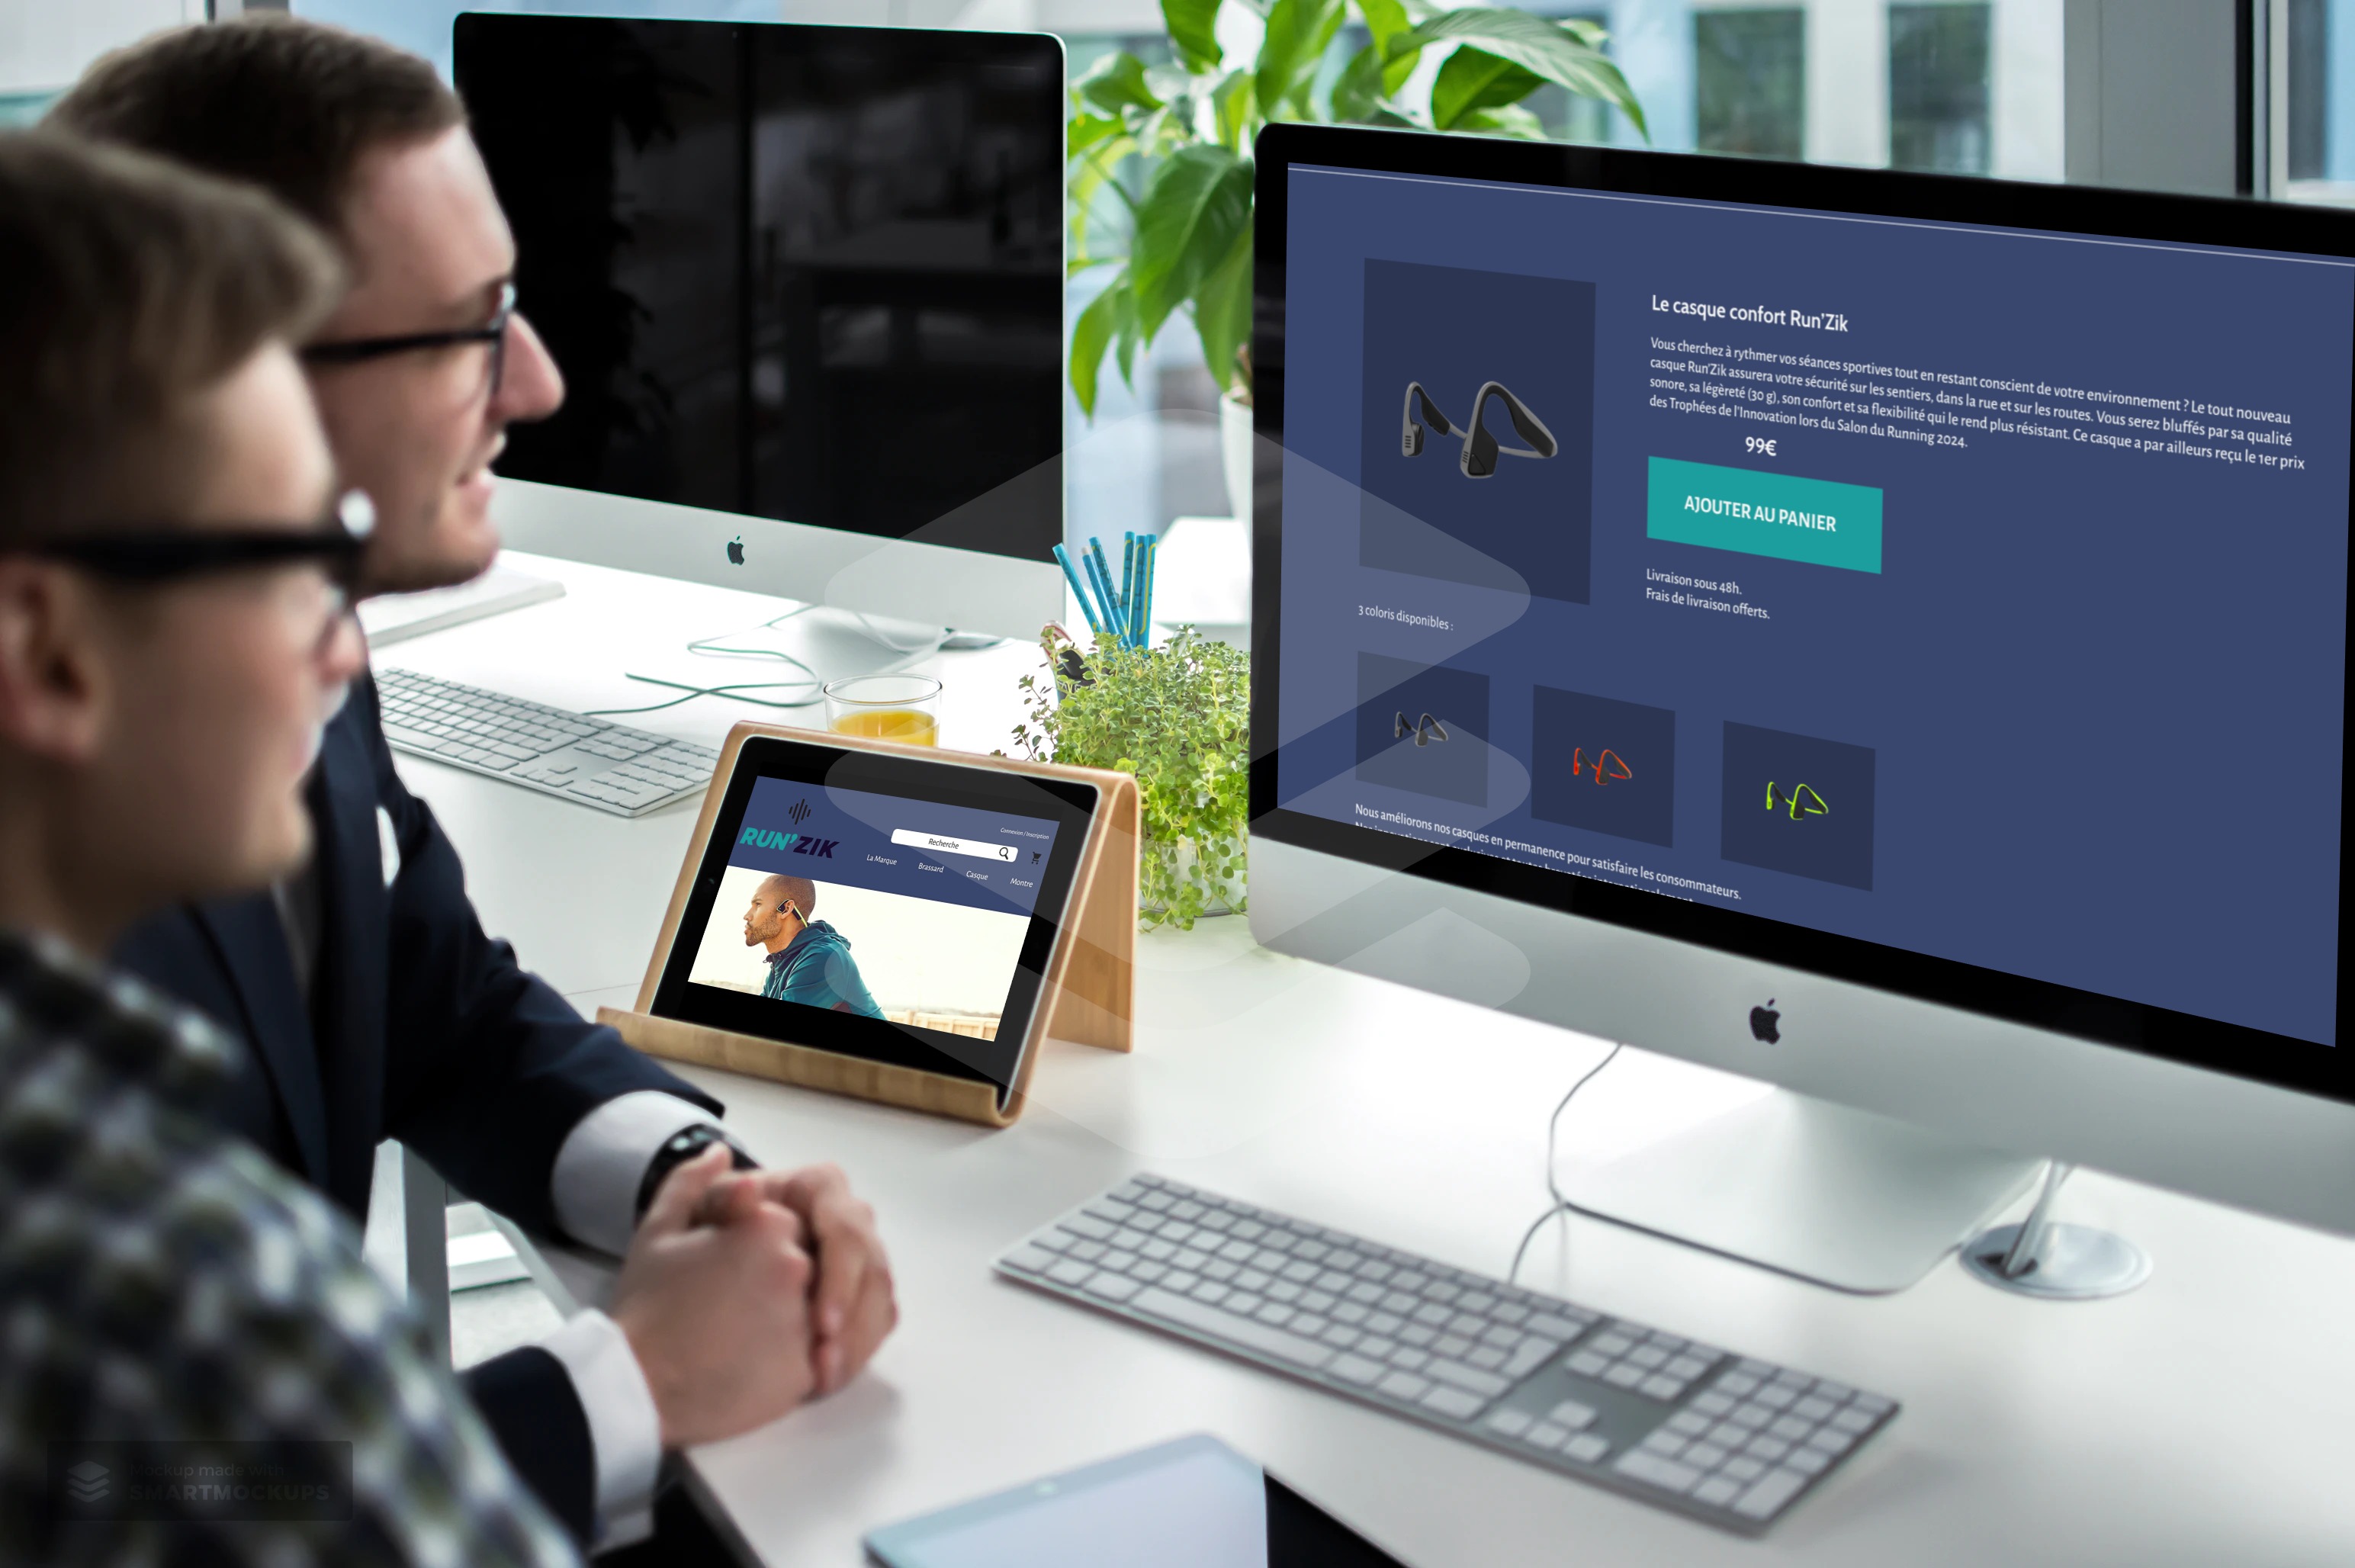 RUN'ZIK
Connexion / Inscription
Recherche
La Marque
Brassard
Casque
Montre
Le casque confort Run'Zik
Vous cherchez à rythmer vos séances sportives tout en restant conscient de votre environnement ? Le tout nouveau
casque Run'Zik assurera votre sécurité sur les sentiers, dans la rue et sur les routes. Vous serez bluffés par sa qualité
sonore, sa légèreté (30 g), son confort et sa flexibilité qui le rend plus résistant. Ce casque a par ailleurs reçu le 1er prix
des Trophées de l'Innovation lors du Salon du Running 2024.
99€
AJOUTER AU PANIER
Livraison sous 48h.
Frais de livraison offerts.
3 coloris disponibles :
Nous améliorons nos casques en permanence pour satisfaire les consommateurs.
Mockup made with
SMARTMOCKUPS